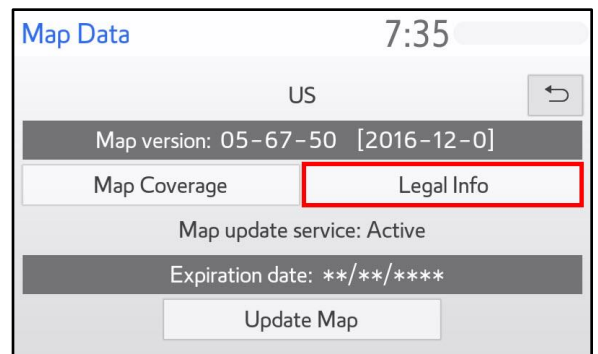 Map Data 7:35
US
Map version: 05-67-50 [2016-12-0]
Map Coverage Legal Info
Map update service: Active
Expiration date: **/**/****
Update Map